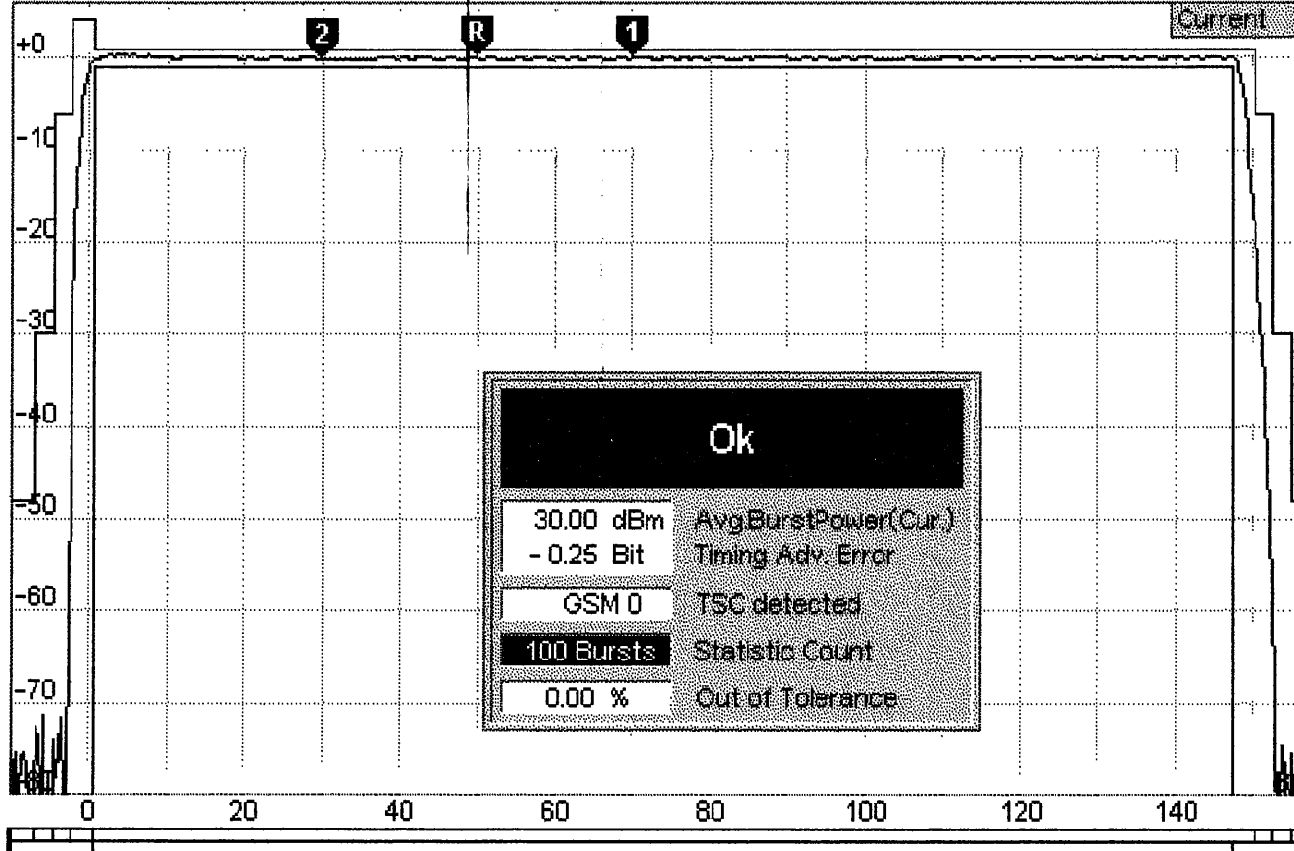 Current
2 R 1
+0
-10
-20
-30
-40
-50
-60
-70
Ok
30.00 dBm Avg.BurstPower(Cur.)
- 0.25 Bit Timing Adv. Error
GSM 0 TSC detected
100 Bursts Statistic Count
0.00 % Out of Tolerance
0 20 40 60 80 100 120 140